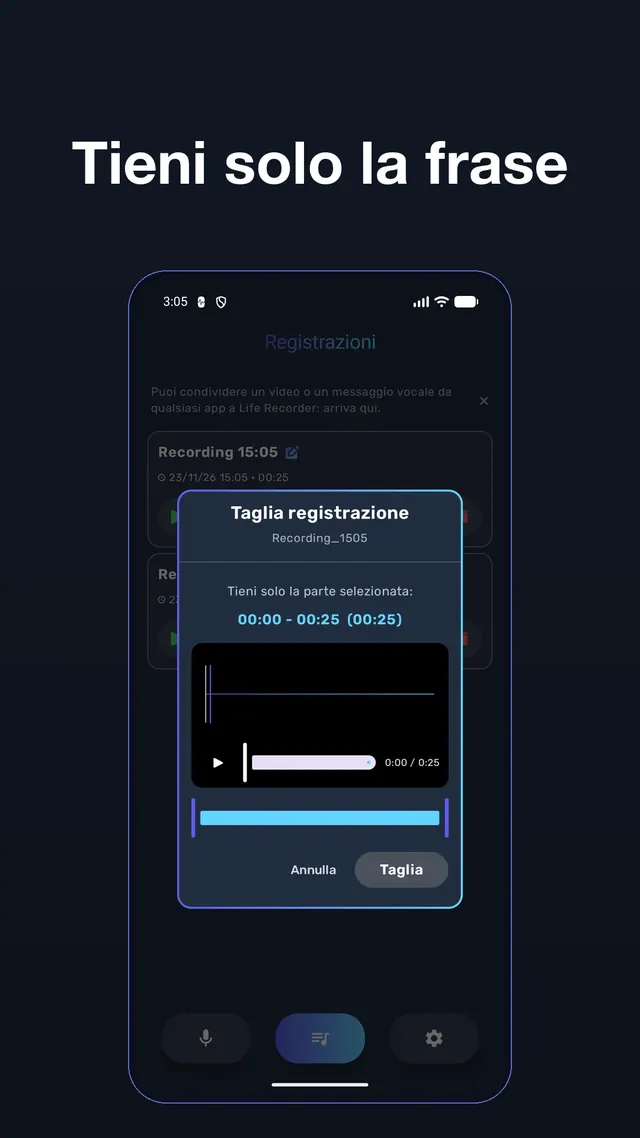 Tieni solo la frase
3:05
Registrazioni
Puoi condividere un video o un messaggio vocale da
qualsiasi app a Life Recorder: arriva qui.
Recording 15:05
23/11/26 15:05 • 00:25
Taglia registrazione
Recording_1505
Re
2
Tieni solo la parte selezionata:
00:00 - 00:25 (00:25)
0:00 / 0:25
Annulla
Taglia